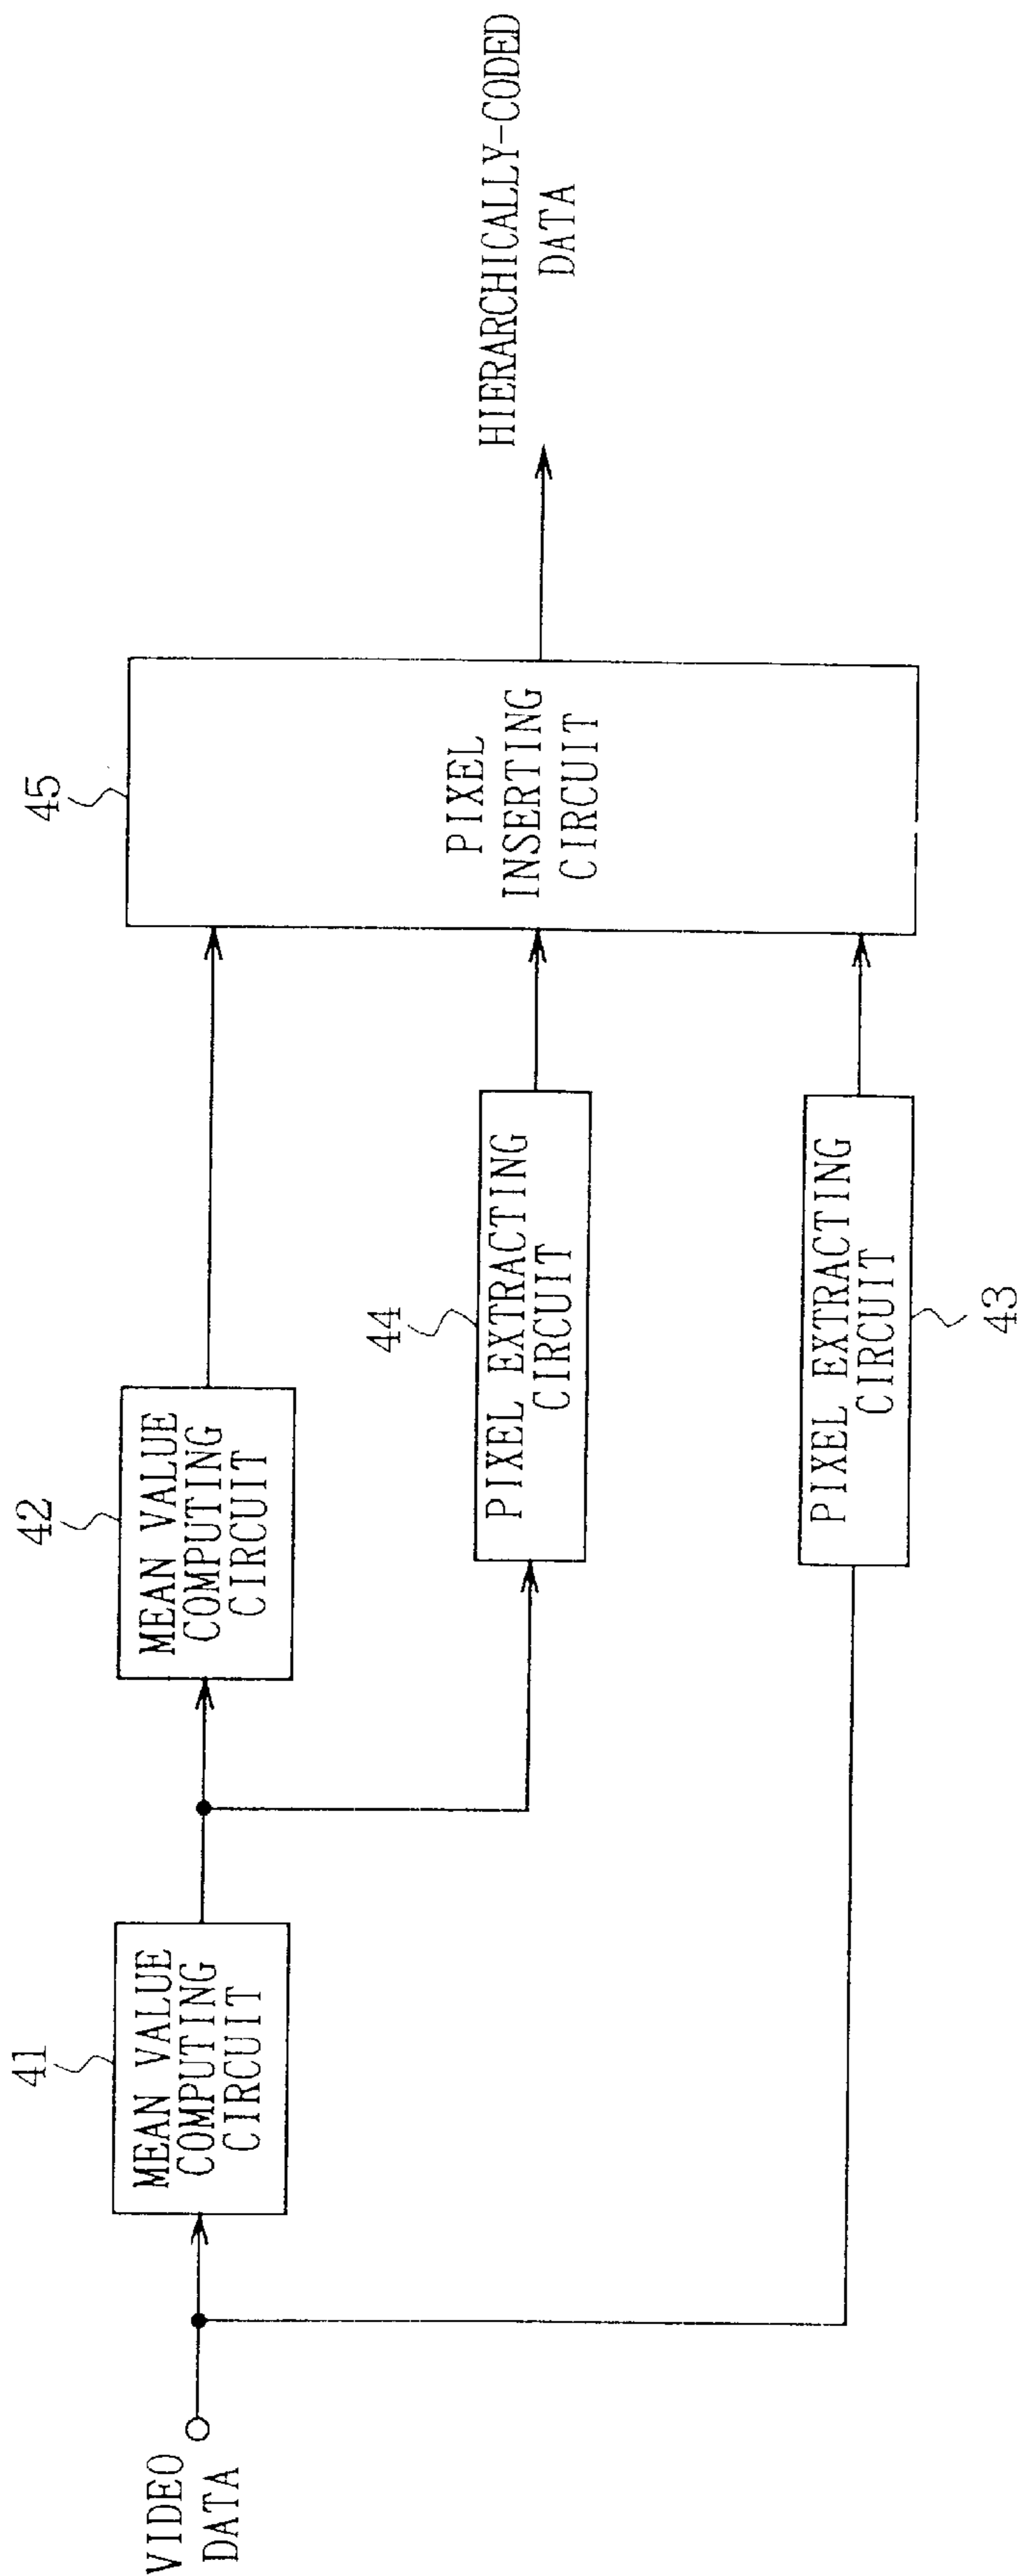 VIDEO
DATA
41
MEAN VALUE
COMPUTING
CIRCUIT
42
MEAN VALUE
COMPUTING
CIRCUIT
44
PIXEL EXTRACTING
CIRCUIT
PIXEL EXTRACTING
CIRCUIT
43
45
PIXEL
INSERTING
CIRCUIT
HIERARCHICALLY-CODED
DATA